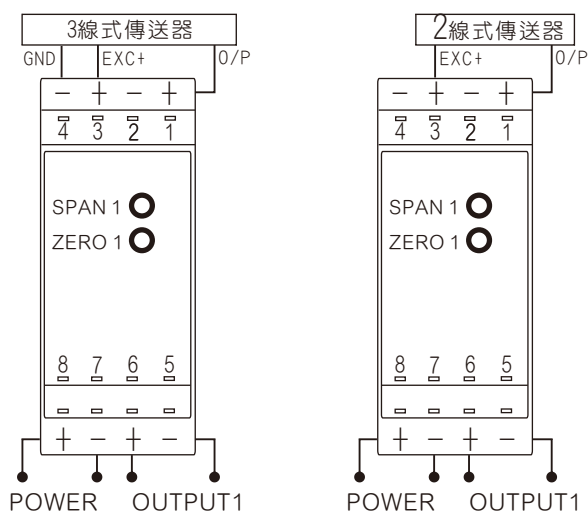 3線式傳送器
GND EXC+ O/P
− + − +
4 3 2 1
SPAN 1
ZERO 1
8 7 6 5
+ − + −
POWER OUTPUT1
2線式傳送器
EXC+ O/P
− + − +
4 3 2 1
SPAN 1
ZERO 1
8 7 6 5
+ − + −
POWER OUTPUT1